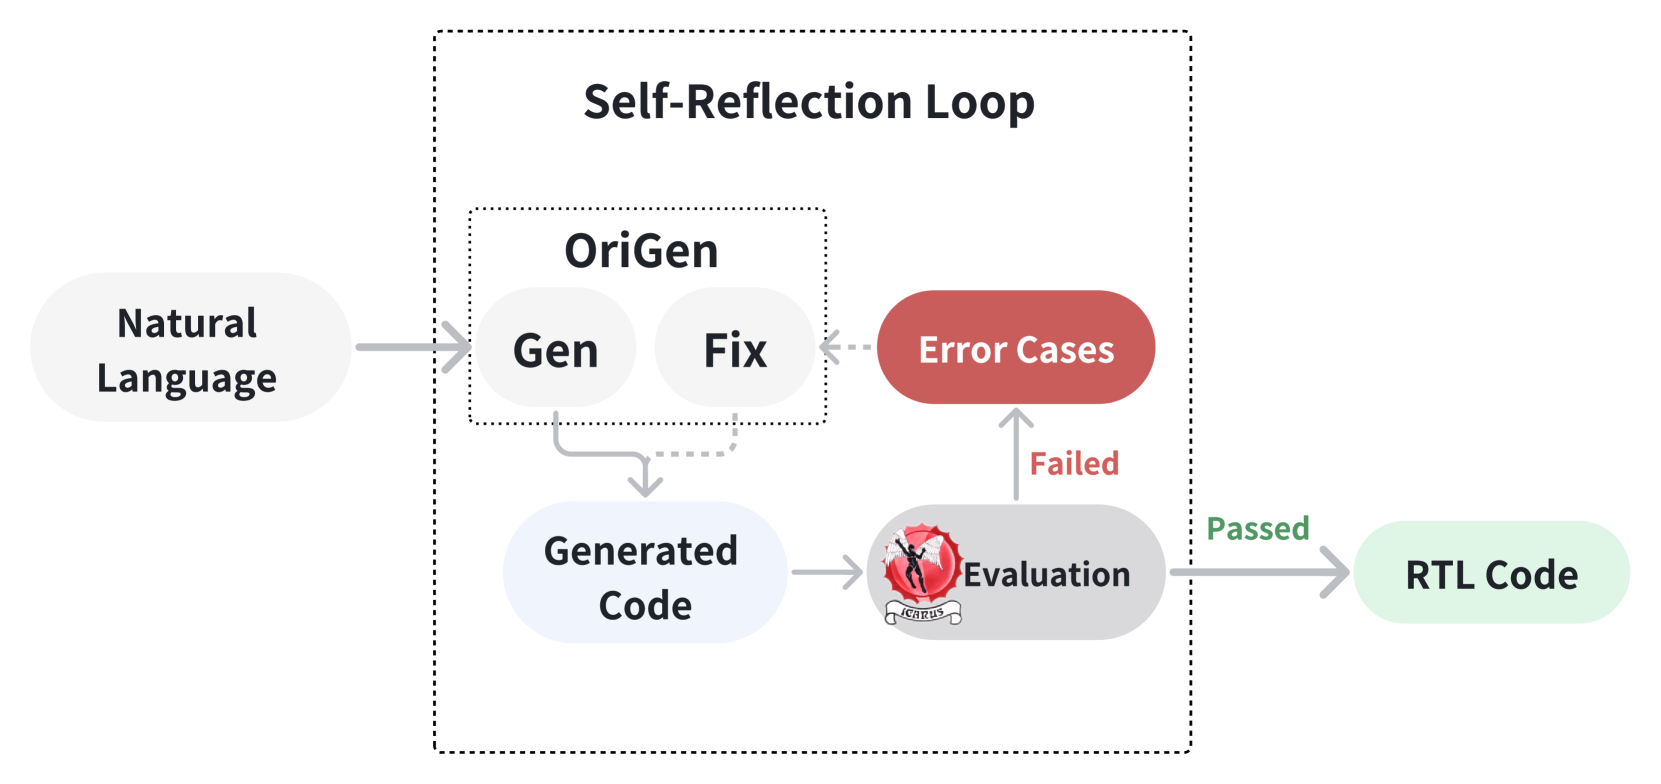 Self-Reflection Loop
OriGen
Natural
Language
Gen
Fix
Error Cases
Failed
Generated
Code
ICARUS
Evaluation
Passed
RTL Code